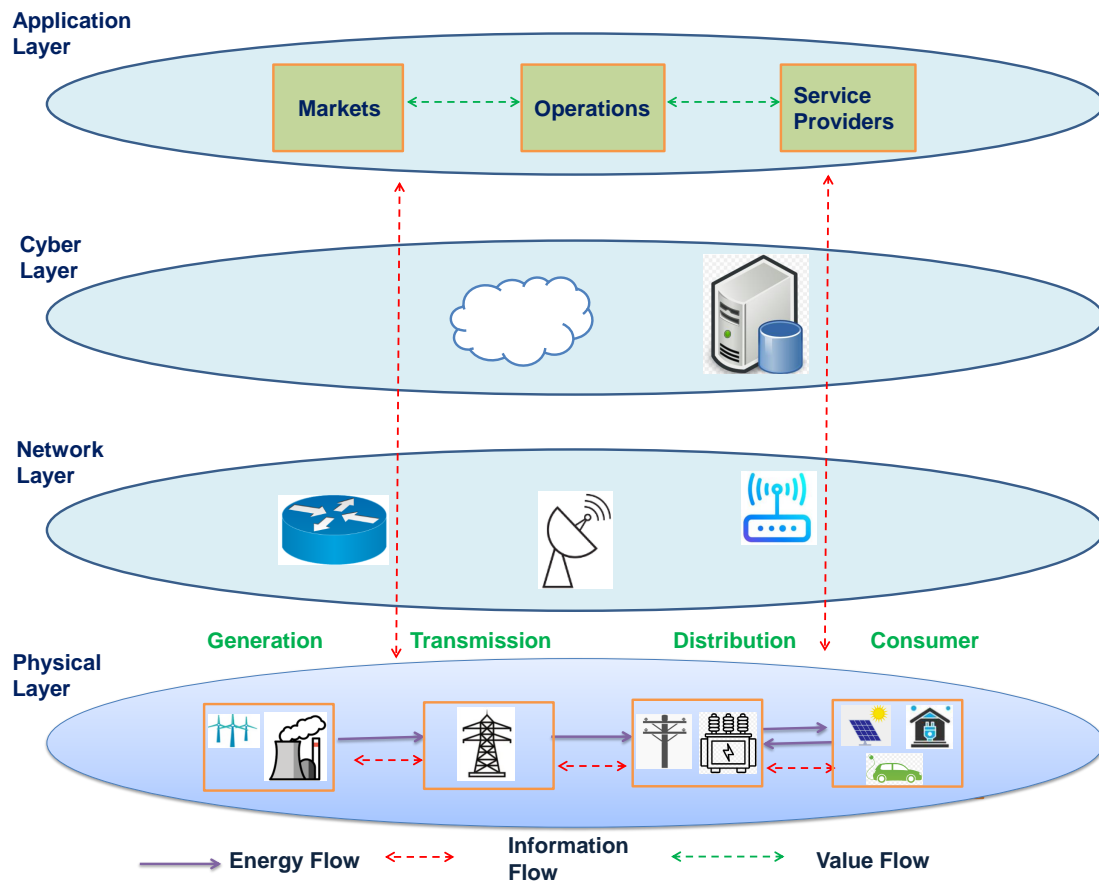 Application
Layer
Markets
Operations
Service
Providers
Cyber
Layer
Network
Layer
Generation
Transmission
Distribution
Consumer
Physical
Layer
Energy Flow
Information
Flow
Value Flow